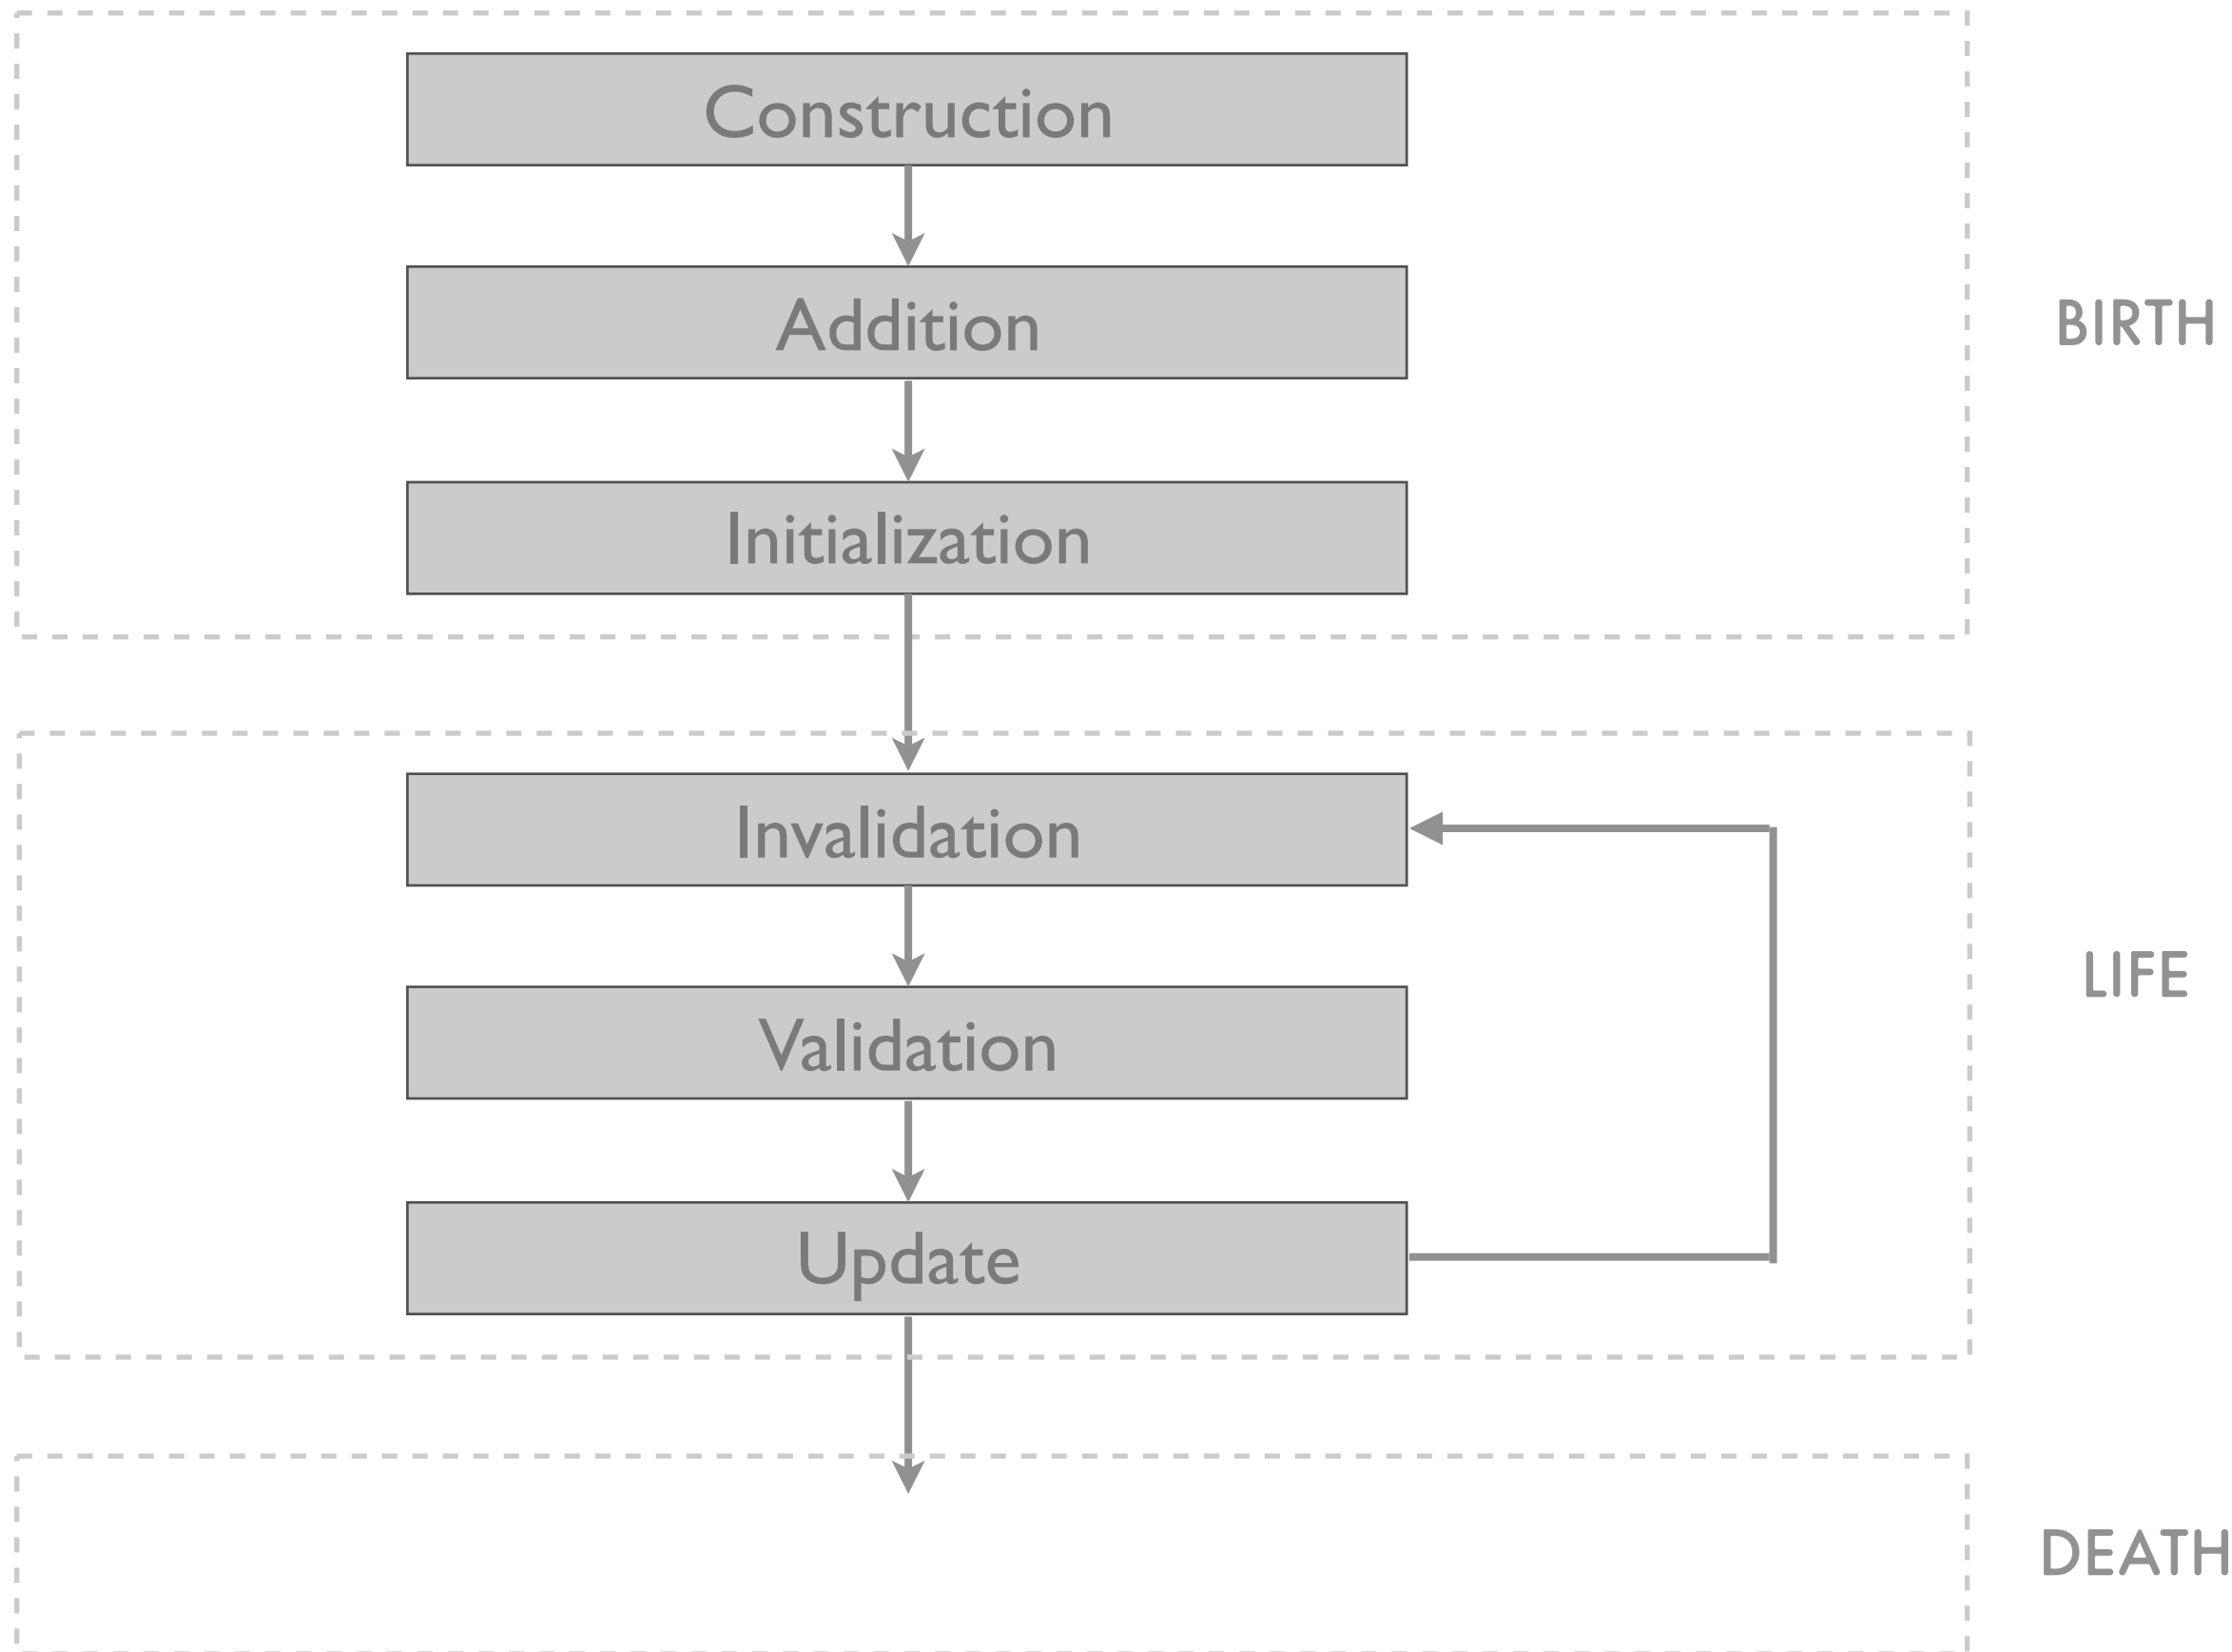 Construction
Addition
BIRTH
Initialization
Invalidation
LIFE
Validation
Update
DEATH